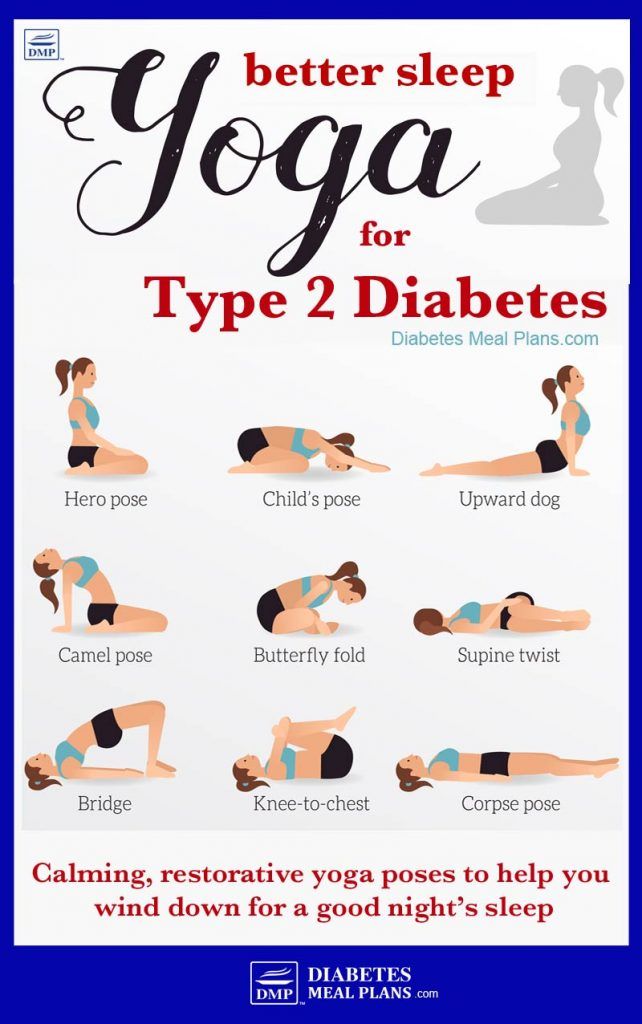 DMP
better sleep
Yoga
for
Type 2 Diabetes
Diabetes Meal Plans.com
Hero pose
Child's pose
Upward dog
Camel pose
Butterfly fold
Supine twist
Bridge
Knee-to-chest
Corpse pose
Calming, restorative yoga poses to help you
wind down for a good night's sleep
DMP TM
DIABETES
MEAL PLANS.com